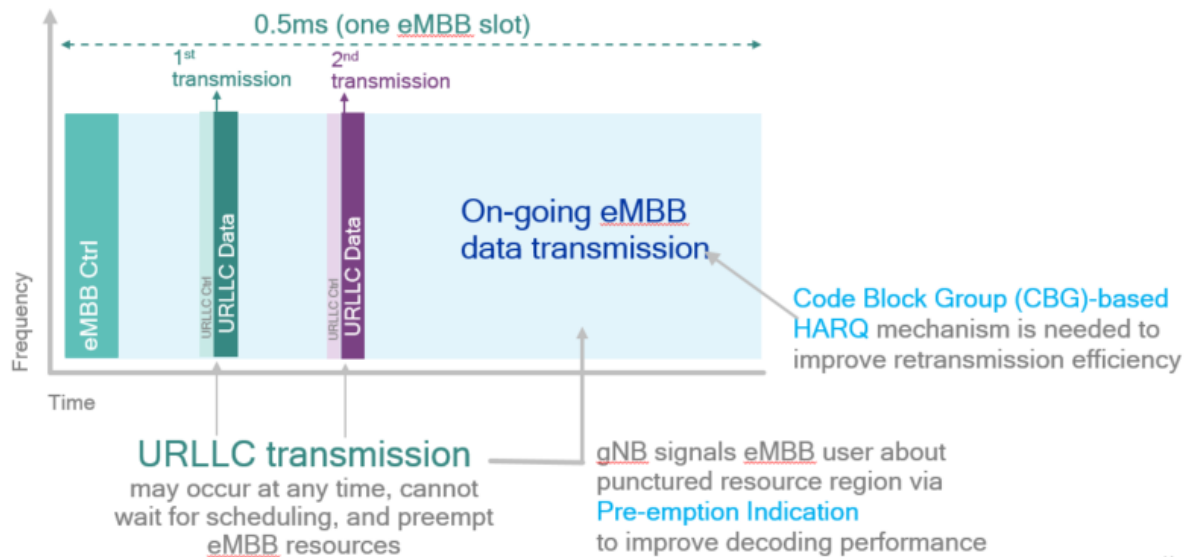 0.5ms (one eMBB slot)
1st
transmission
2nd
transmission
Frequency
eMBB Ctrl
URLLC Ctrl
URLLC Data
URLLC Ctrl
URLLC Data
On-going eMBB
data transmission
Code Block Group (CBG)-based
HARQ mechanism is needed to
improve retransmission efficiency
Time
URLLC transmission
may occur at any time, cannot
wait for scheduling, and preempt
eMBB resources
gNB signals eMBB user about
punctured resource region via
Pre-emption Indication
to improve decoding performance